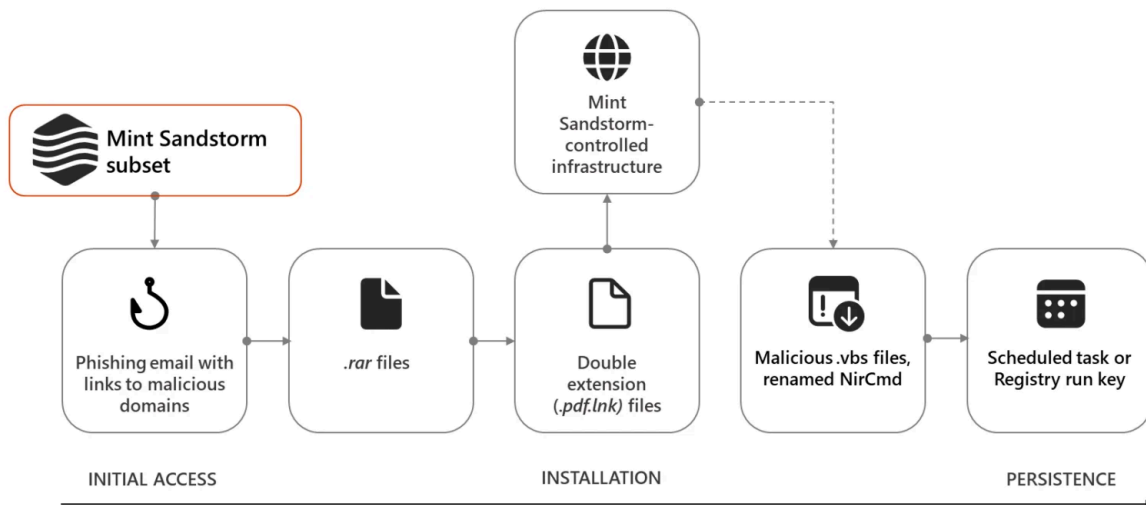 Mint Sandstorm
subset
Mint
Sandstorm-
controlled
infrastructure
Phishing email with
links to malicious
domains
.rar files
Double
extension
(.pdf.lnk) files
Malicious .vbs files,
renamed NirCmd
Scheduled task or
Registry run key
INITIAL ACCESS
INSTALLATION
PERSISTENCE